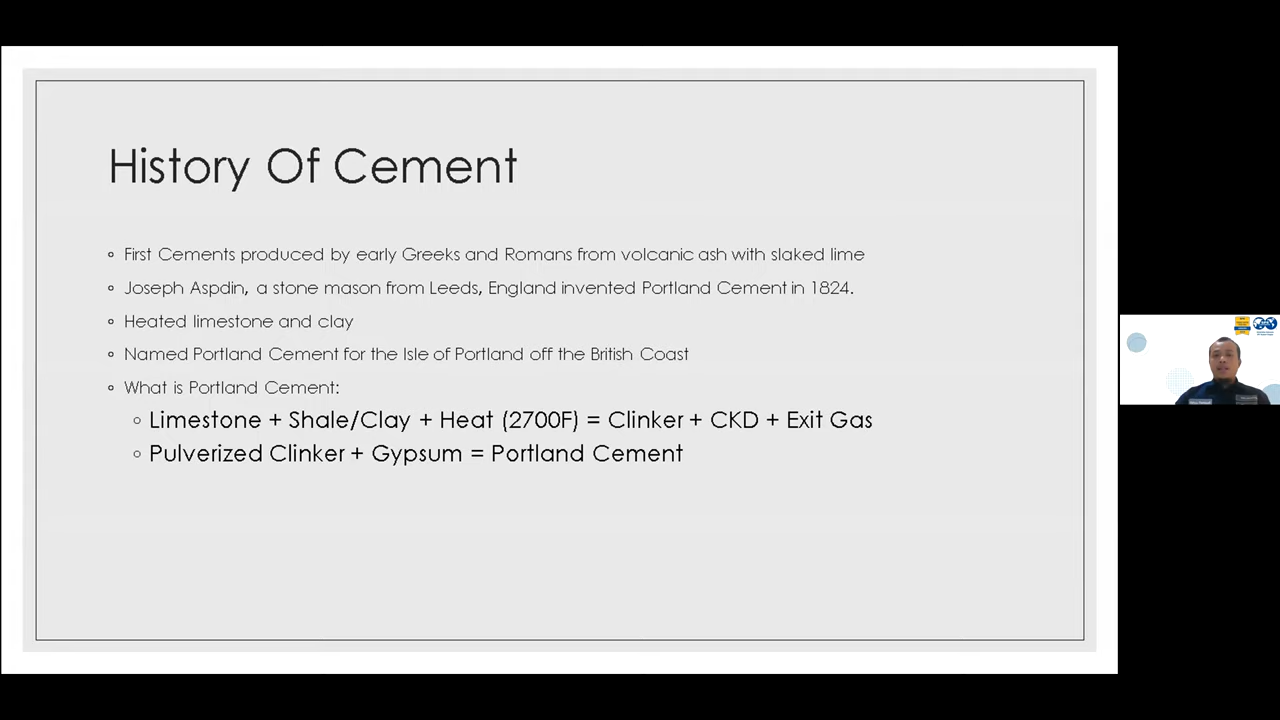 History Of Cement
First Cements produced by early Greeks and Romans from volcanic ash with slaked lime
Joseph Aspdin, a stone mason from Leeds, England invented Portland Cement in 1824.
Heated limestone and clay
Named Portland Cement for the Isle of Portland off the British Coast
What is Portland Cement:
Limestone + Shale/Clay + Heat (2700F) = Clinker + CKD + Exit Gas
Pulverized Clinker + Gypsum = Portland Cement